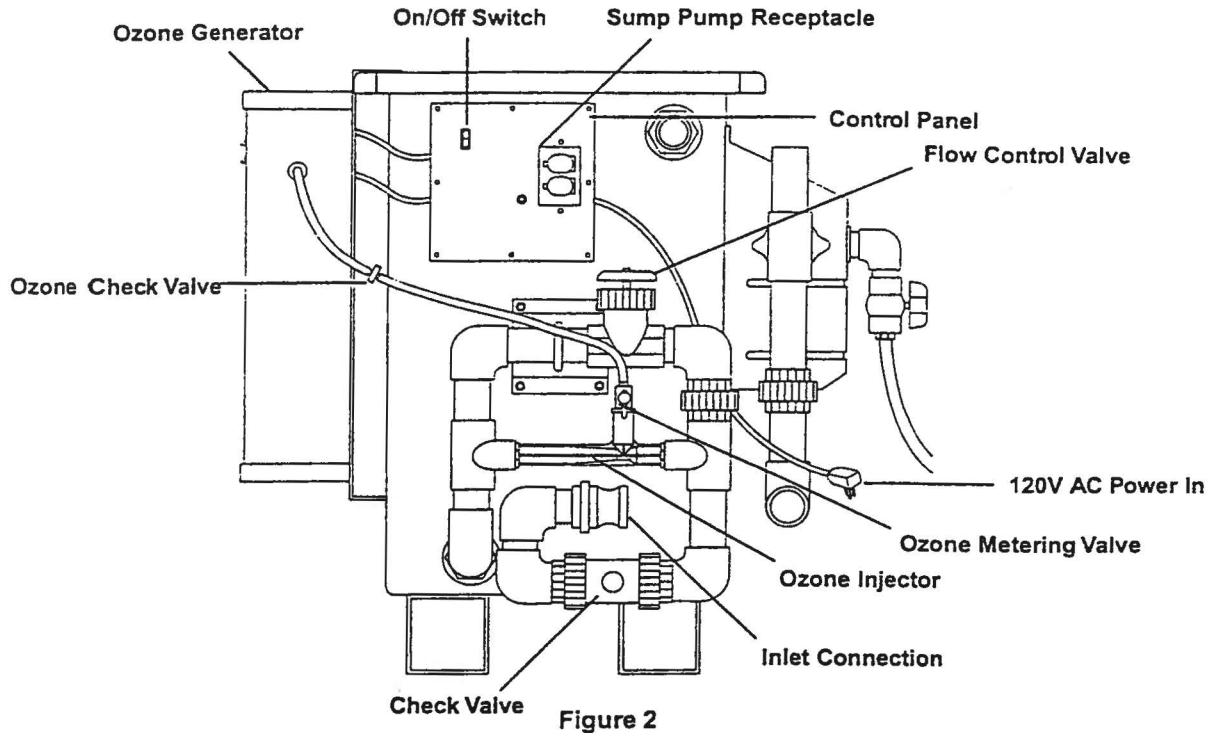 On/Off Switch
Sump Pump Receptacle
Ozone Generator
Control Panel
Flow Control Valve
Ozone Check Valve
120V AC Power In
Ozone Metering Valve
Ozone Injector
Inlet Connection
Check Valve
Figure 2